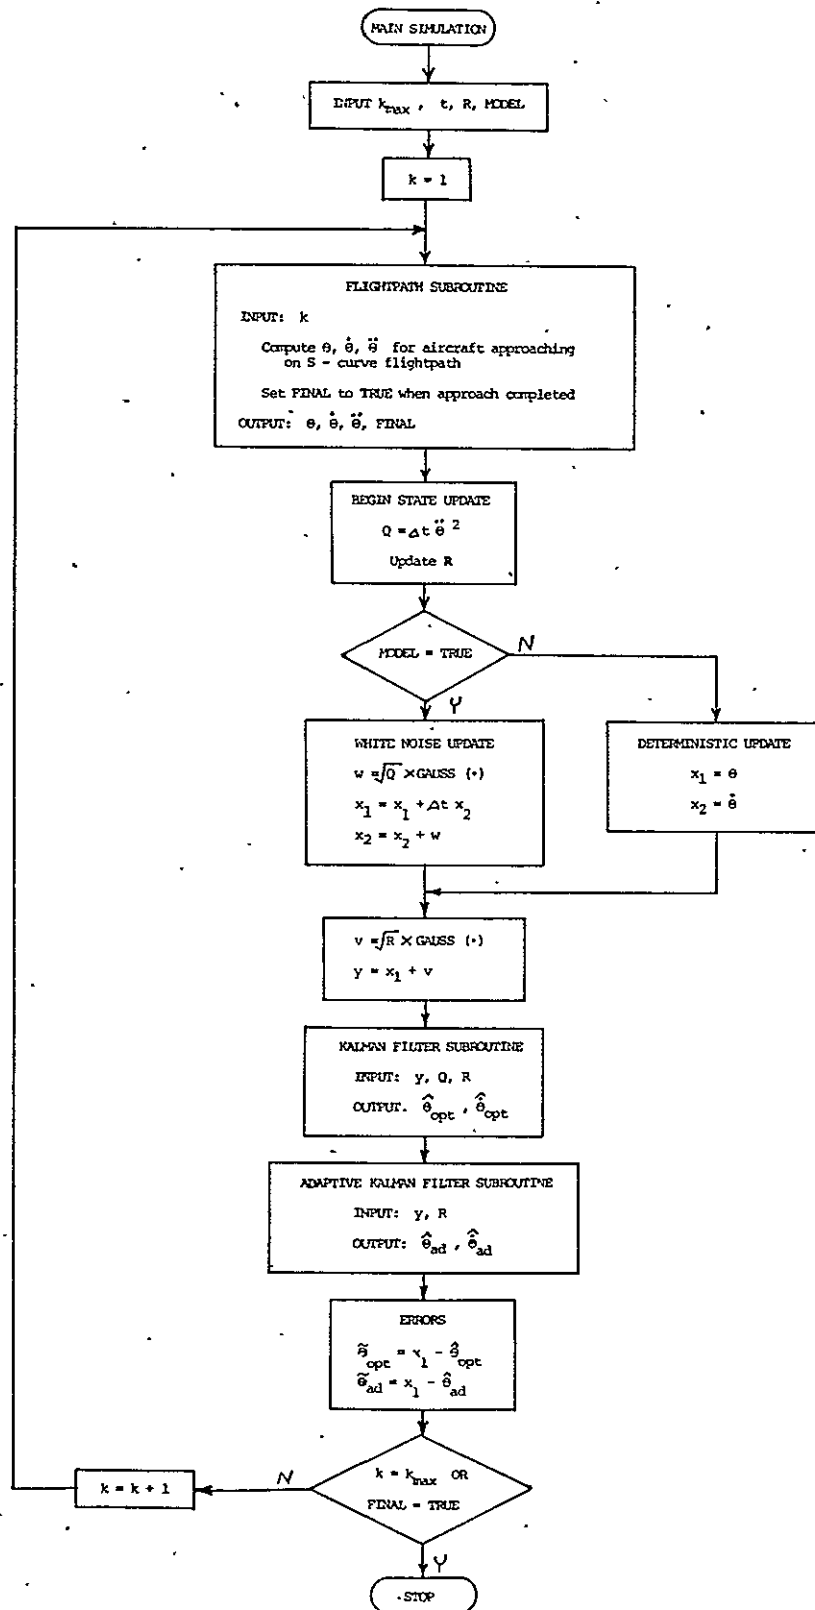 MAIN SIMULATION
INPUT k_max , t, R, MODEL
k = 1
FLIGHTPATH SUBROUTINE
INPUT: k
Compute θ, θ̇, θ̈ for aircraft approaching
on S - curve flightpath
Set FINAL to TRUE when approach completed
OUTPUT: θ, θ̇, θ̈, FINAL
BEGIN STATE UPDATE
Q = Δt θ̈ ²
Update R
MODEL = TRUE
N
Y
WHITE NOISE UPDATE
w = √Q × GAUSS (·)
x₁ = x₁ + Δt x₂
x₂ = x₂ + w
DETERMINISTIC UPDATE
x₁ = θ
x₂ = θ̇
v = √R × GAUSS (·)
y = x₁ + v
KALMAN FILTER SUBROUTINE
INPUT: y, Q, R
OUTPUT. θ̂_opt , θ̇̂_opt
ADAPTIVE KALMAN FILTER SUBROUTINE
INPUT: y, R
OUTPUT: θ̂_ad , θ̇̂_ad
ERRORS
θ̃_opt = x₁ - θ̂_opt
θ̃_ad = x₁ - θ̂_ad
k = k_max OR
FINAL = TRUE
N
k = k + 1
Y
STOP